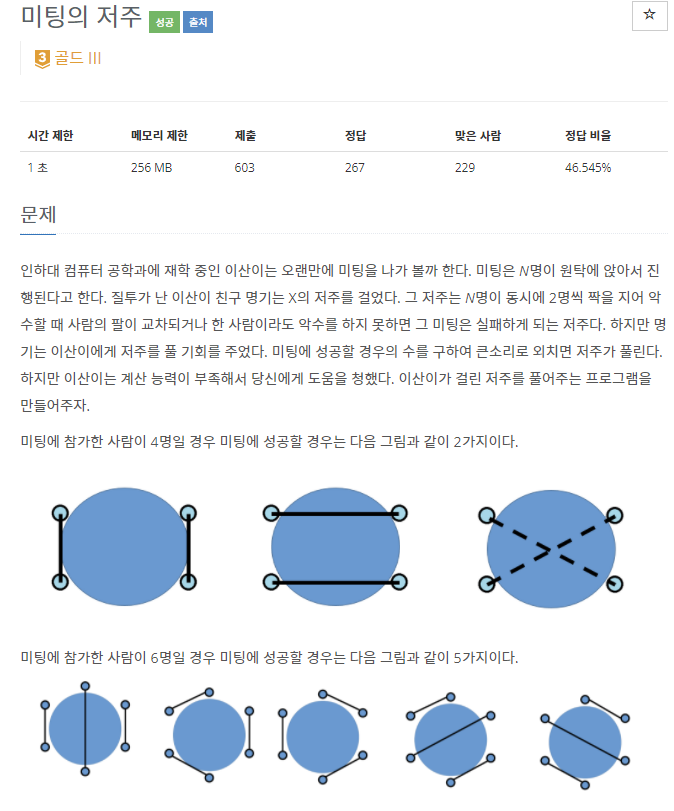 미팅의 저주 성공 출처
☆
3 골드 III
시간 제한 메모리 제한 제출 정답 맞은 사람 정답 비율
1 초 256 MB 603 267 229 46.545%
문제
인하대 컴퓨터 공학과에 재학 중인 이산이는 오랜만에 미팅을 나가 볼까 한다. 미팅은 N명이 원탁에 앉아서 진
행된다고 한다. 질투가 난 이산이 친구 명기는 X의 저주를 걸었다. 그 저주는 N명이 동시에 2명씩 짝을 지어 악
수할 때 사람의 팔이 교차되거나 한 사람이라도 악수를 하지 못하면 그 미팅은 실패하게 되는 저주다. 하지만 명
기는 이산이에게 저주를 풀 기회를 주었다. 미팅에 성공할 경우의 수를 구하여 큰소리로 외치면 저주가 풀린다.
하지만 이산이는 계산 능력이 부족해서 당신에게 도움을 청했다. 이산이가 걸린 저주를 풀어주는 프로그램을
만들어주자.
미팅에 참가한 사람이 4명일 경우 미팅에 성공할 경우는 다음 그림과 같이 2가지이다.
미팅에 참가한 사람이 6명일 경우 미팅에 성공할 경우는 다음 그림과 같이 5가지이다.